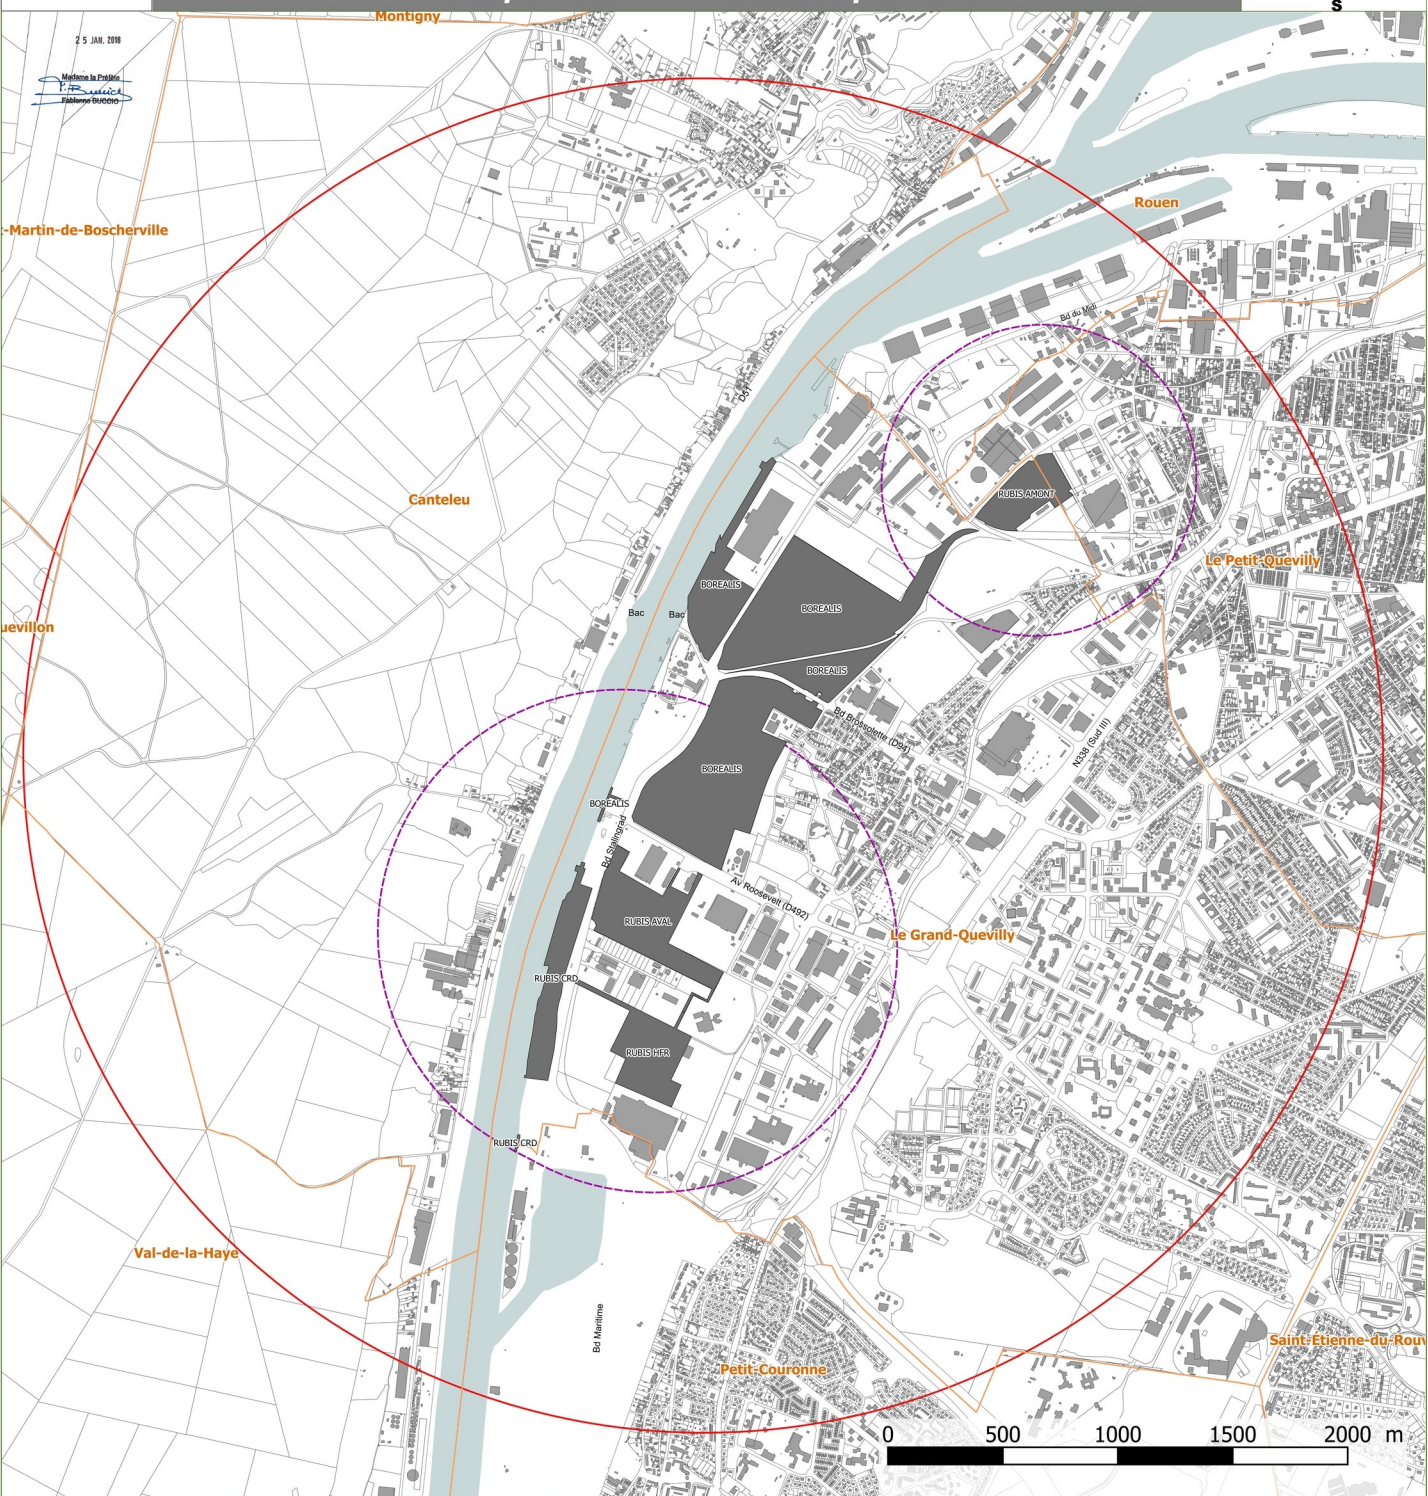 s
Montigny
25 JAN. 2018
Madame la Préfète
Fabienne BUCCIO
Rouen
-Martin-de-Boscherville
Bd du Midi
D51
Canteleu
RUBIS AMONT
Le Petit-Quevilly
BOREALIS
BOREALIS
Bac
Bac
uevillon
BOREALIS
Bd Brossolette (D94)
N338 (Sud III)
BOREALIS
BOREALIS
Bd Stalingrad
Av Roosevelt (D492)
RUBIS AVAL
Le Grand-Quevilly
RUBIS CRD
RUBIS HFR
RUBIS CRD
Val-de-la-Haye
Bd Maritime
Saint-Etienne-du-Rouv
Petit-Couronne
0 500 1000 1500 2000 m